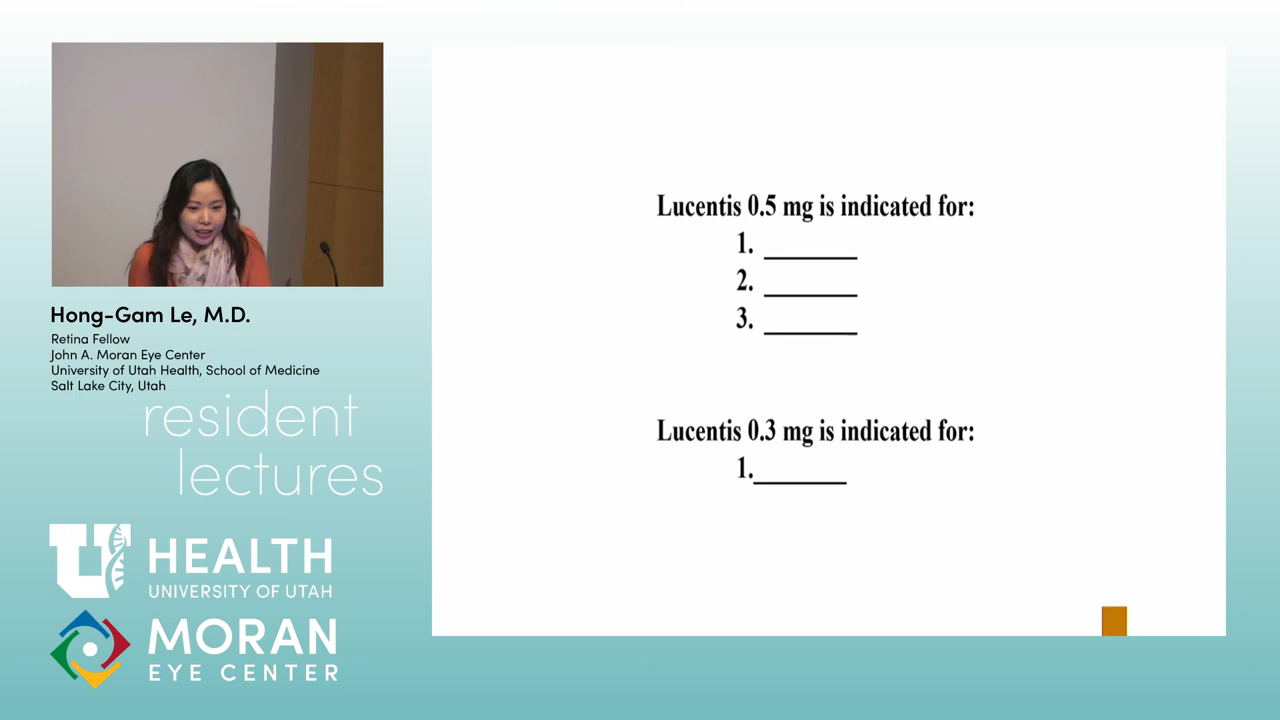 Hong-Gam Le, M.D.
Retina Fellow
John A. Moran Eye Center
University of Utah Health, School of Medicine
Salt Lake City, Utah
resident
lectures
U
HEALTH
UNIVERSITY OF UTAH
MORAN
EYE CENTER
Lucentis 0.5 mg is indicated for:
1. ________
2. ________
3. ________
Lucentis 0.3 mg is indicated for:
1.________